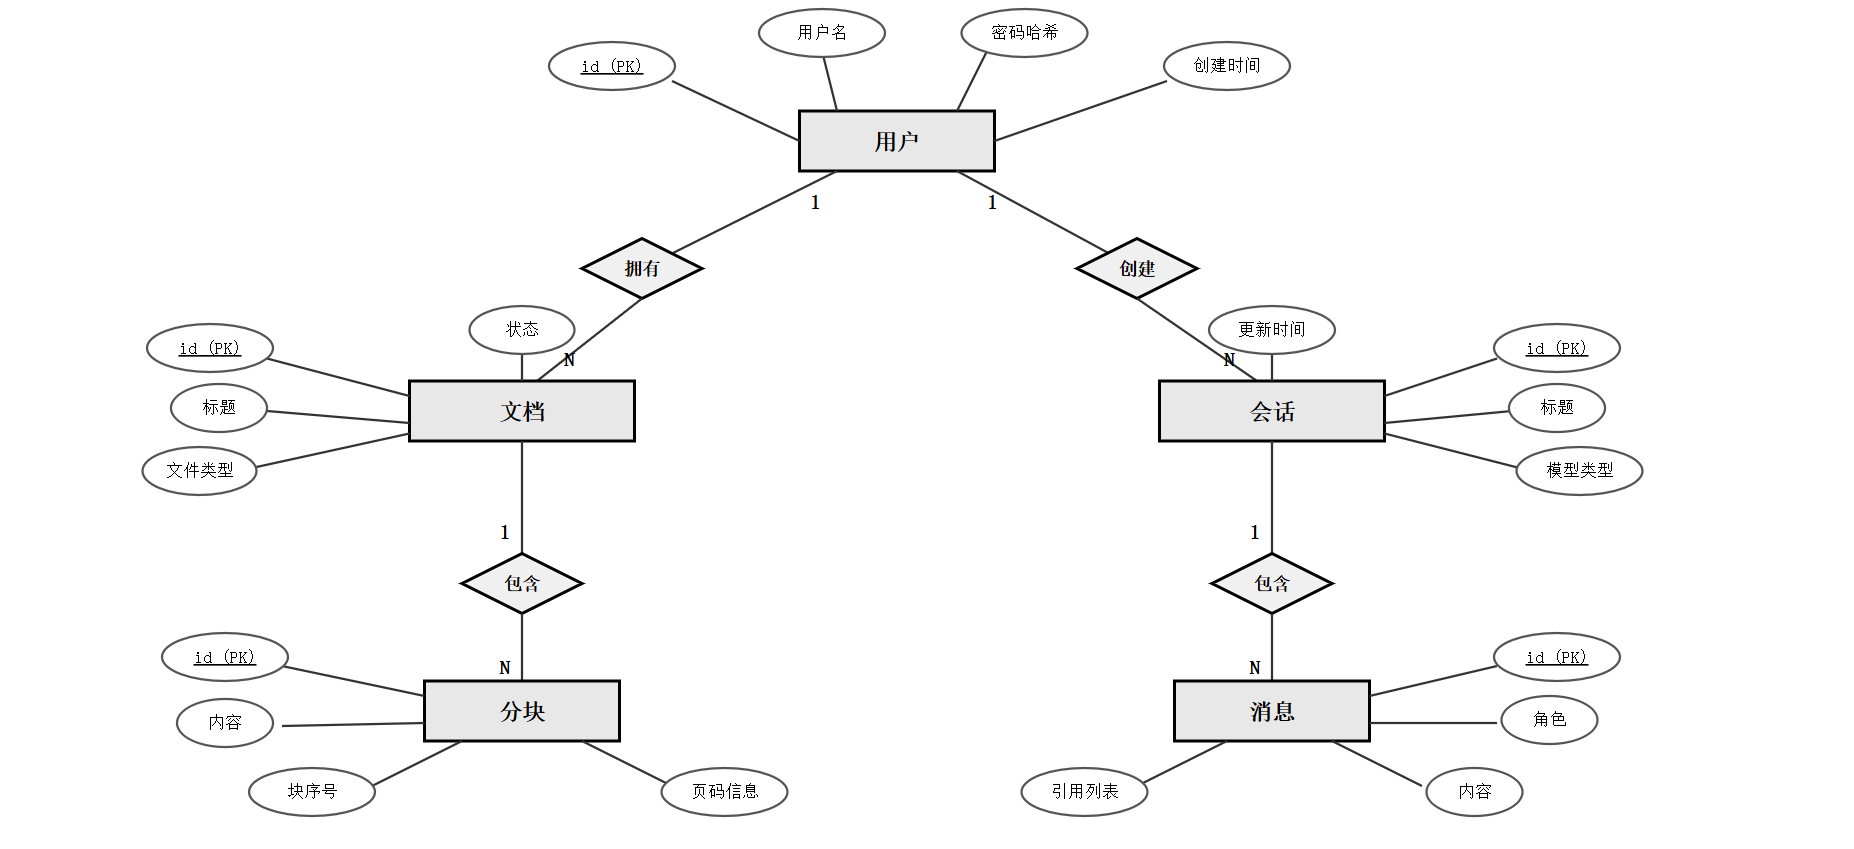 用户名
密码哈希
id (PK)
创建时间
用户
1
1
拥有
创建
状态
更新时间
id (PK)
id (PK)
N
N
标题
文档
会话
标题
文件类型
模型类型
1
1
包含
包含
id (PK)
id (PK)
N
N
内容
分块
消息
角色
块序号
页码信息
引用列表
内容